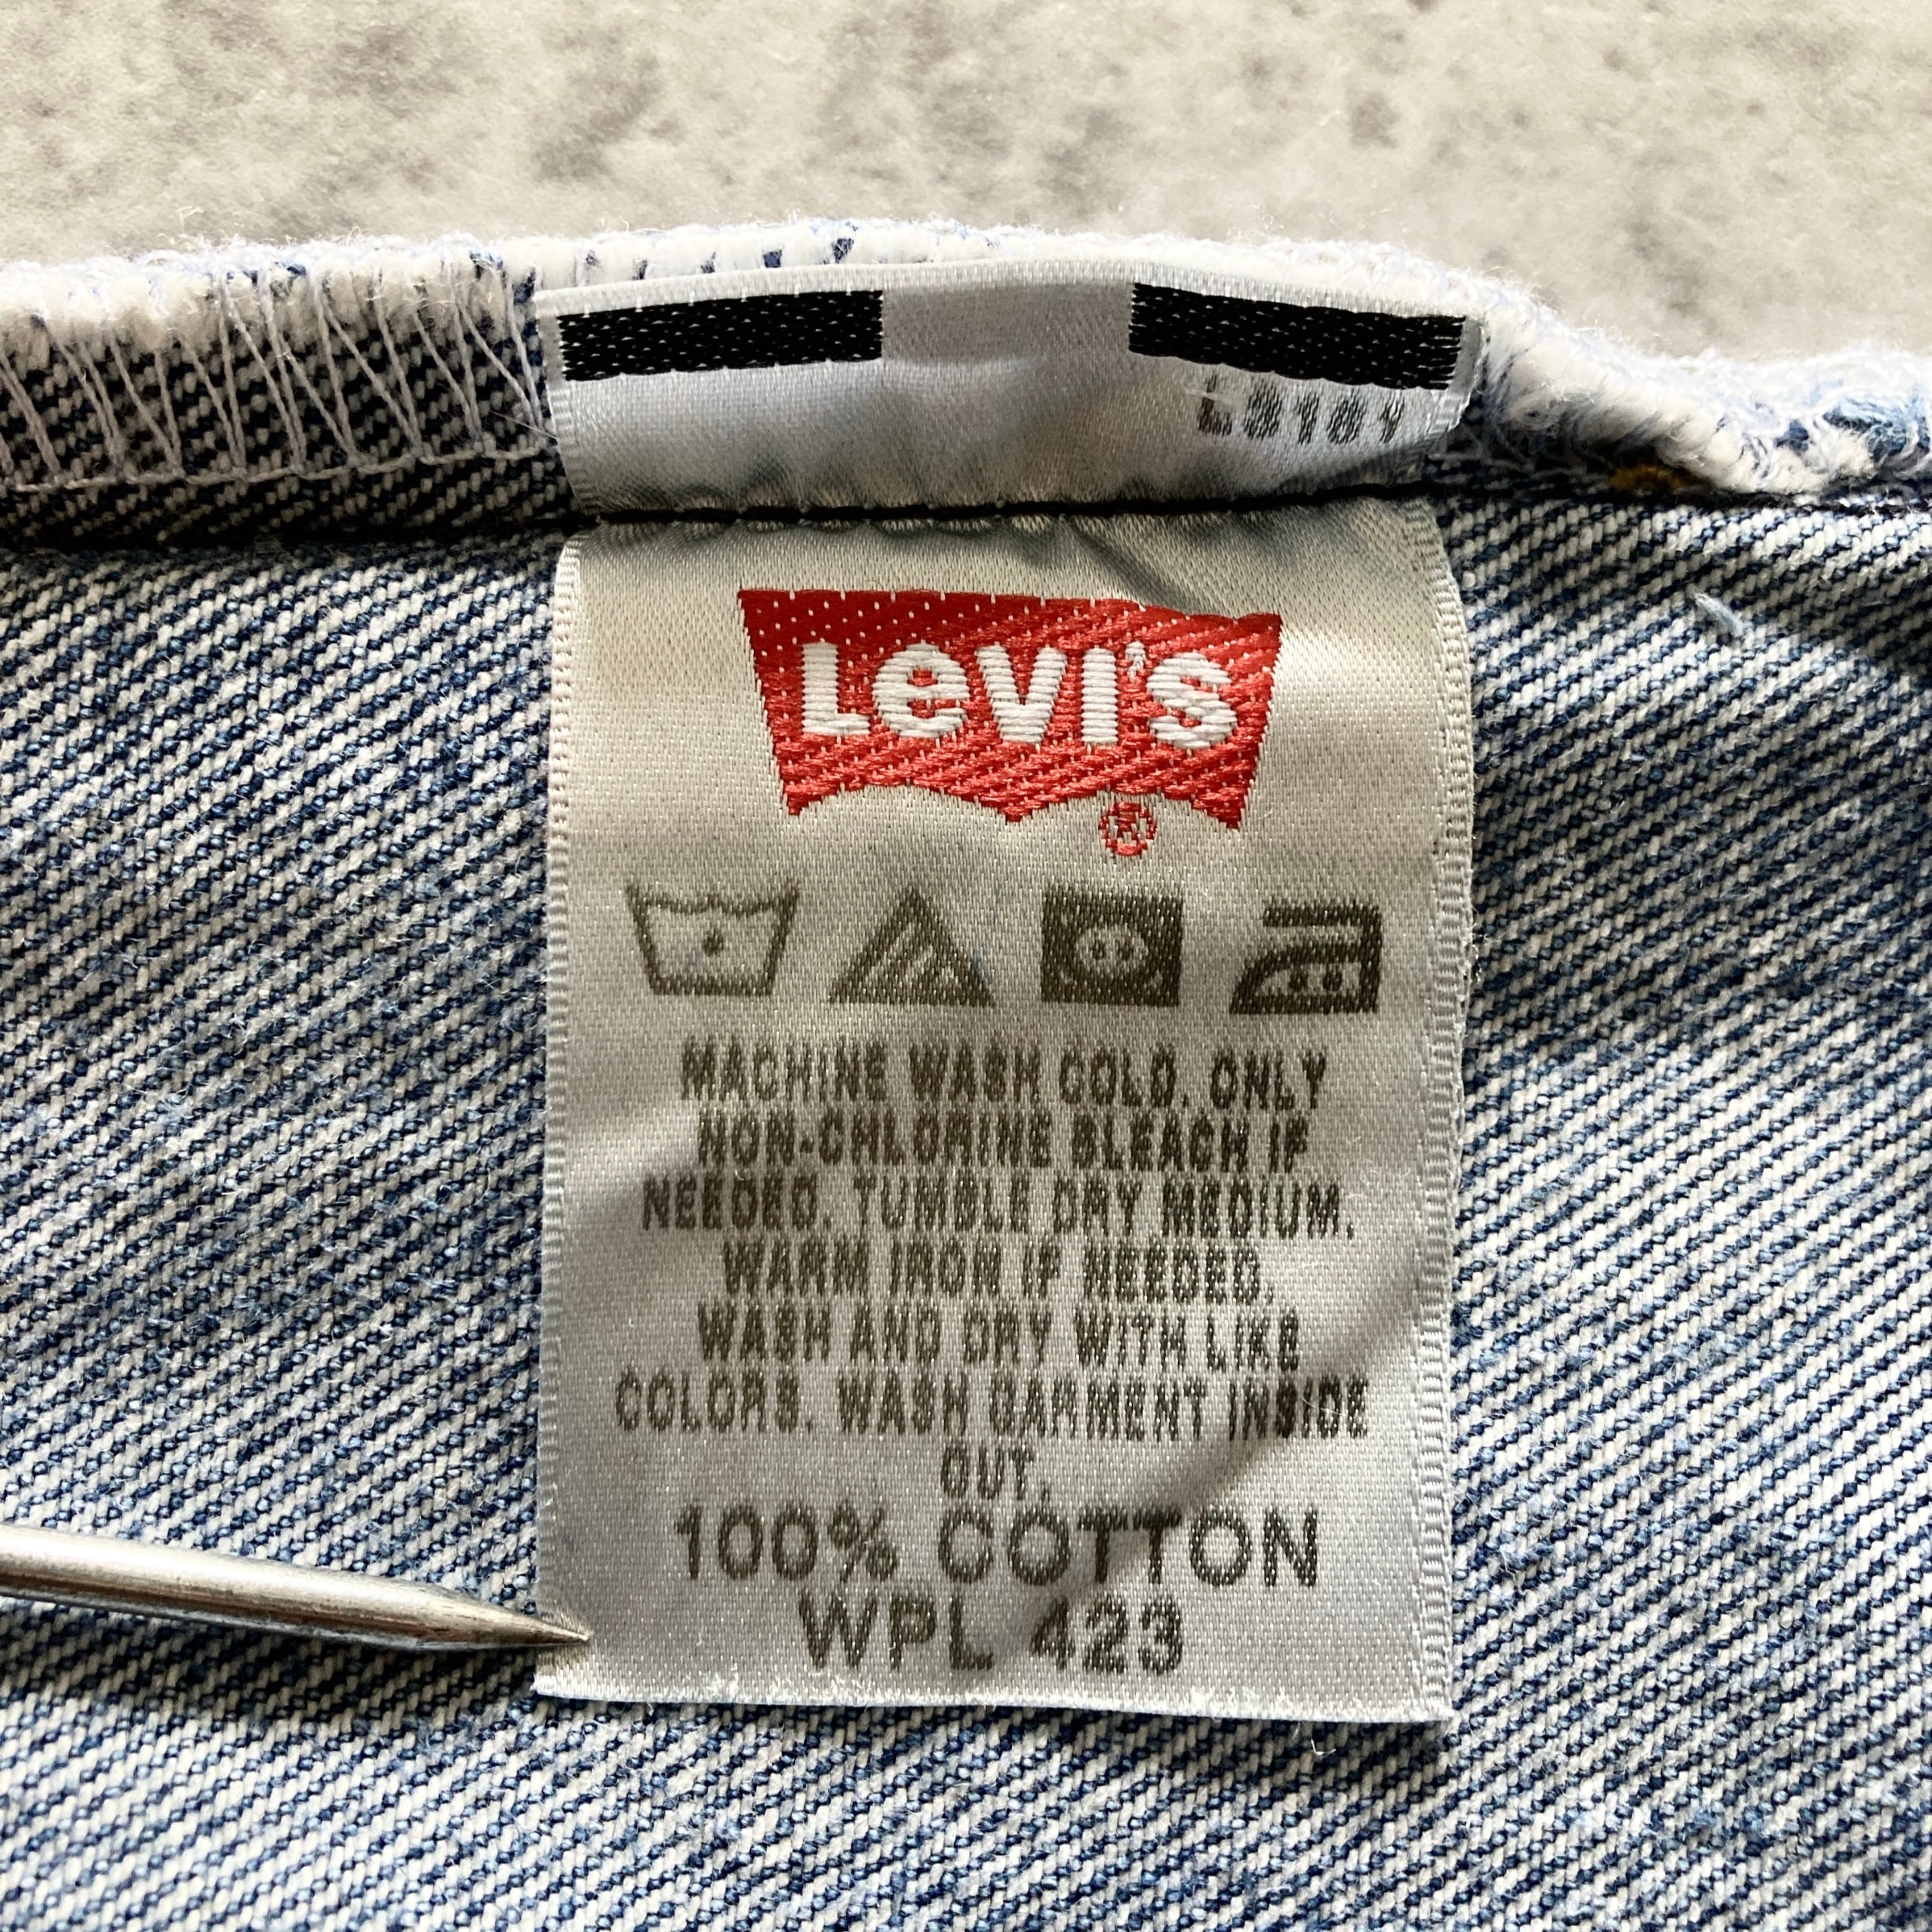 Levi's
®
MACHINE WASH COLD. ONLY
NON-CHLORINE BLEACH IF
NEEDED. TUMBLE DRY MEDIUM.
WARM IRON IF NEEDED.
WASH AND DRY WITH LIKE
COLORS. WASH GARMENT INSIDE
OUT.
100% COTTON
WPL 423